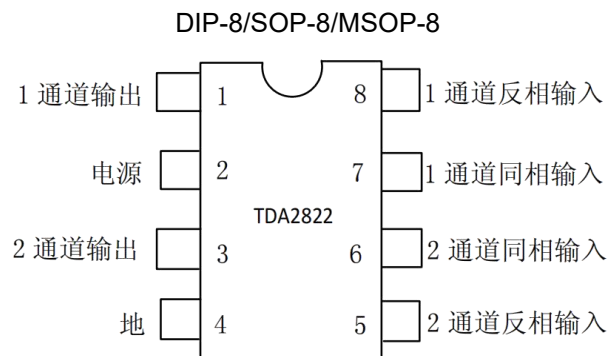 DIP-8/SOP-8/MSOP-8
1 通道输出 1 8 1 通道反相输入
电源 2 7 1 通道同相输入
TDA2822
2 通道输出 3 6 2 通道同相输入
地 4 5 2 通道反相输入